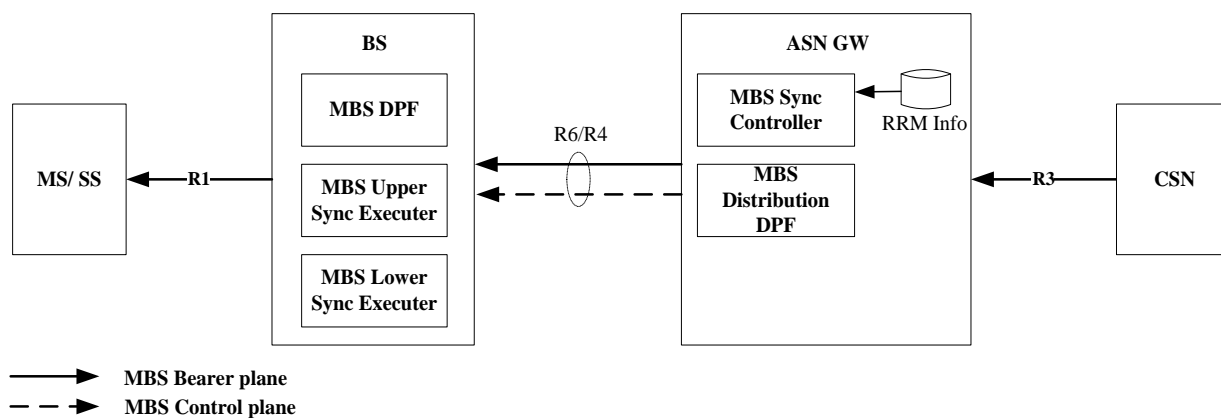 BS
ASN GW
MBS DPF
MBS Sync
Controller
RRM Info
R6/R4
MS/ SS
R1
MBS Upper
Sync Executer
MBS
Distribution
DPF
R3
CSN
MBS Lower
Sync Executer
MBS Bearer plane
MBS Control plane